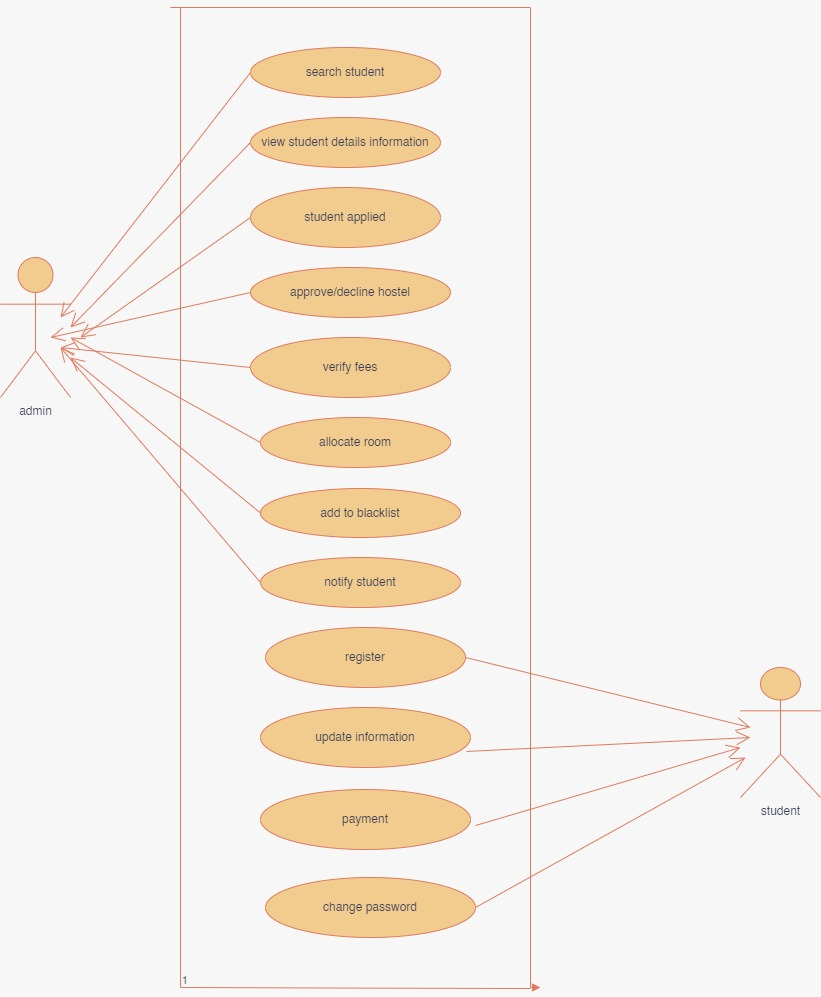 search student
view student details information
student applied
approve/decline hostel
admin
verify fees
allocate room
add to blacklist
notify student
register
update information
student
payment
change password
1